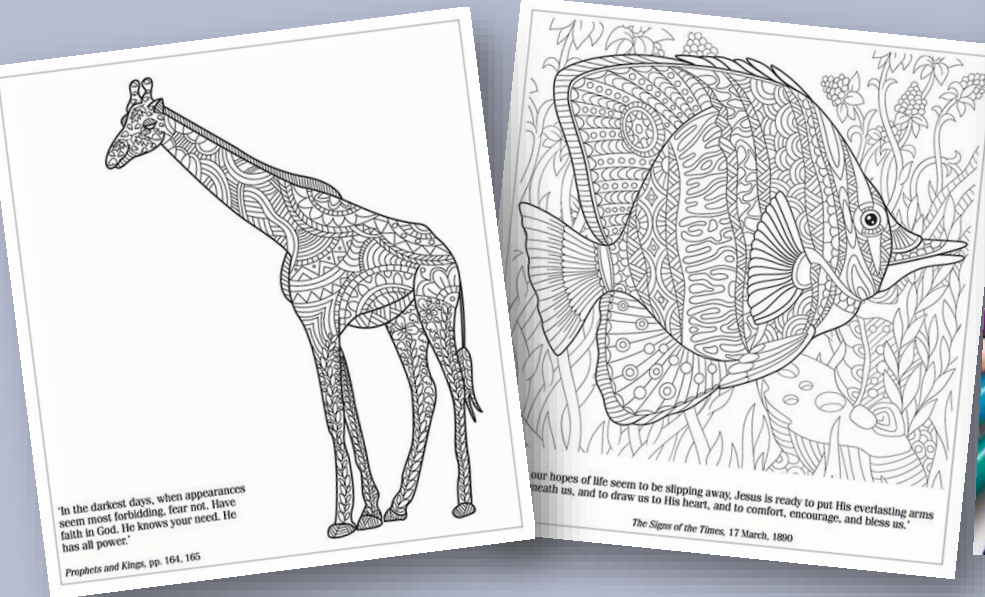 'In the darkest days, when appearances
seem most forbidding, fear not. Have
faith in God. He knows your need. He
has all power.'
Prophets and Kings, pp. 164, 165
our hopes of life seem to be slipping away, Jesus is ready to put His everlasting arms
neath us, and to draw us to His heart, and to comfort, encourage, and bless us.'
The Signs of the Times, 17 March, 1890